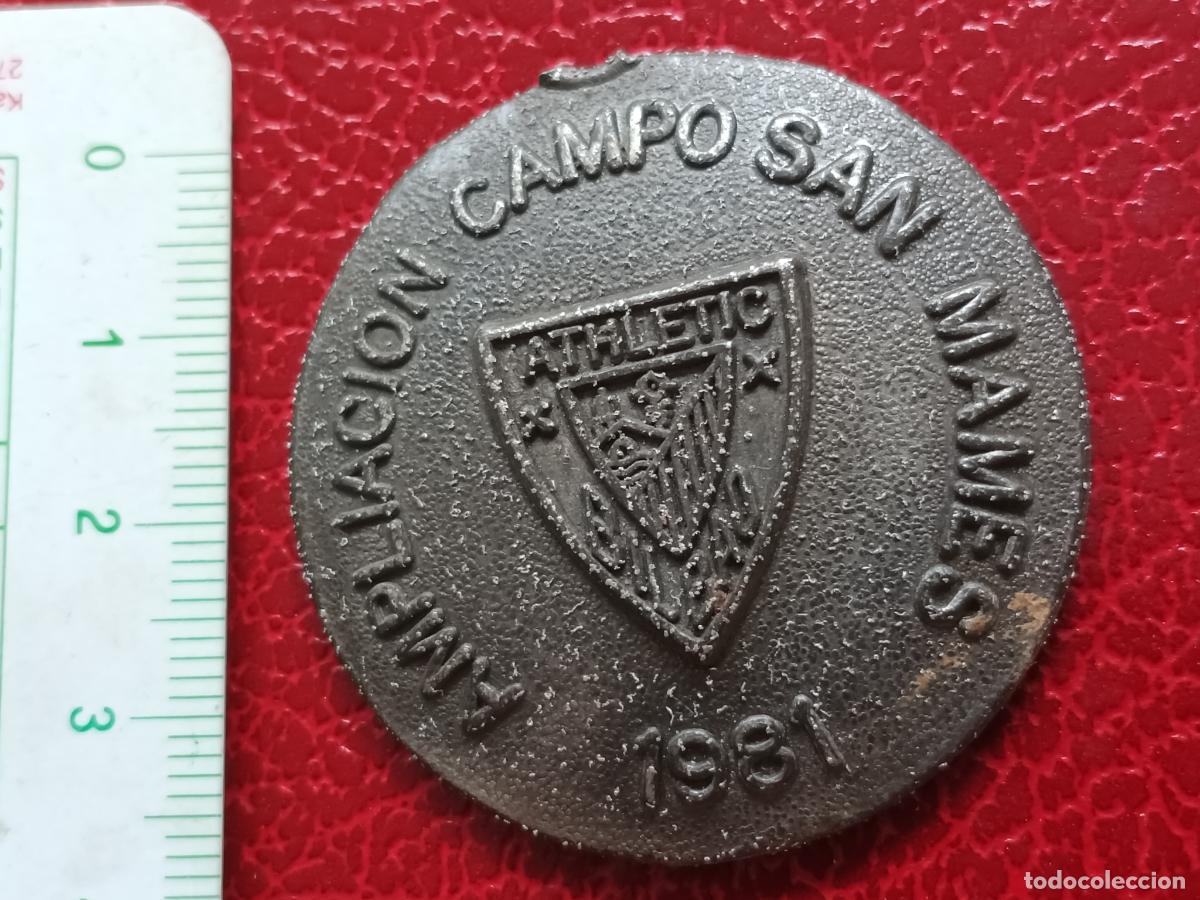 AMPLIACION CAMPO SAN MAMES
ATHLETIC
1981
0
1
2
3
todocoleccion